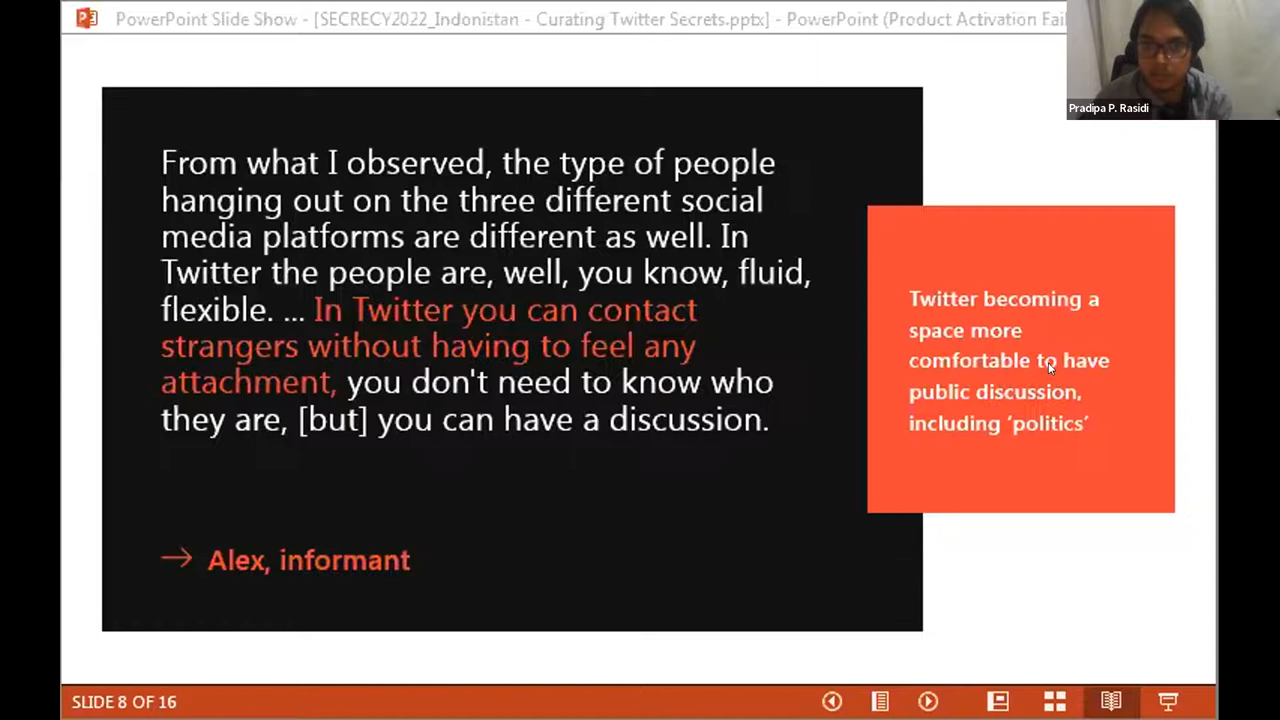 PowerPoint Slide Show - [SECRECY2022_Indonistan - Curating Twitter Secrets.pptx] - PowerPoint (Product Activation Fai
Pradipa P. Rasidi
From what I observed, the type of people
hanging out on the three different social
media platforms are different as well. In
Twitter the people are, well, you know, fluid,
flexible. ... In Twitter you can contact
strangers without having to feel any
attachment, you don't need to know who
they are, [but] you can have a discussion.
→ Alex, informant
Twitter becoming a
space more
comfortable to have
public discussion,
including ‘politics’
SLIDE 8 OF 16